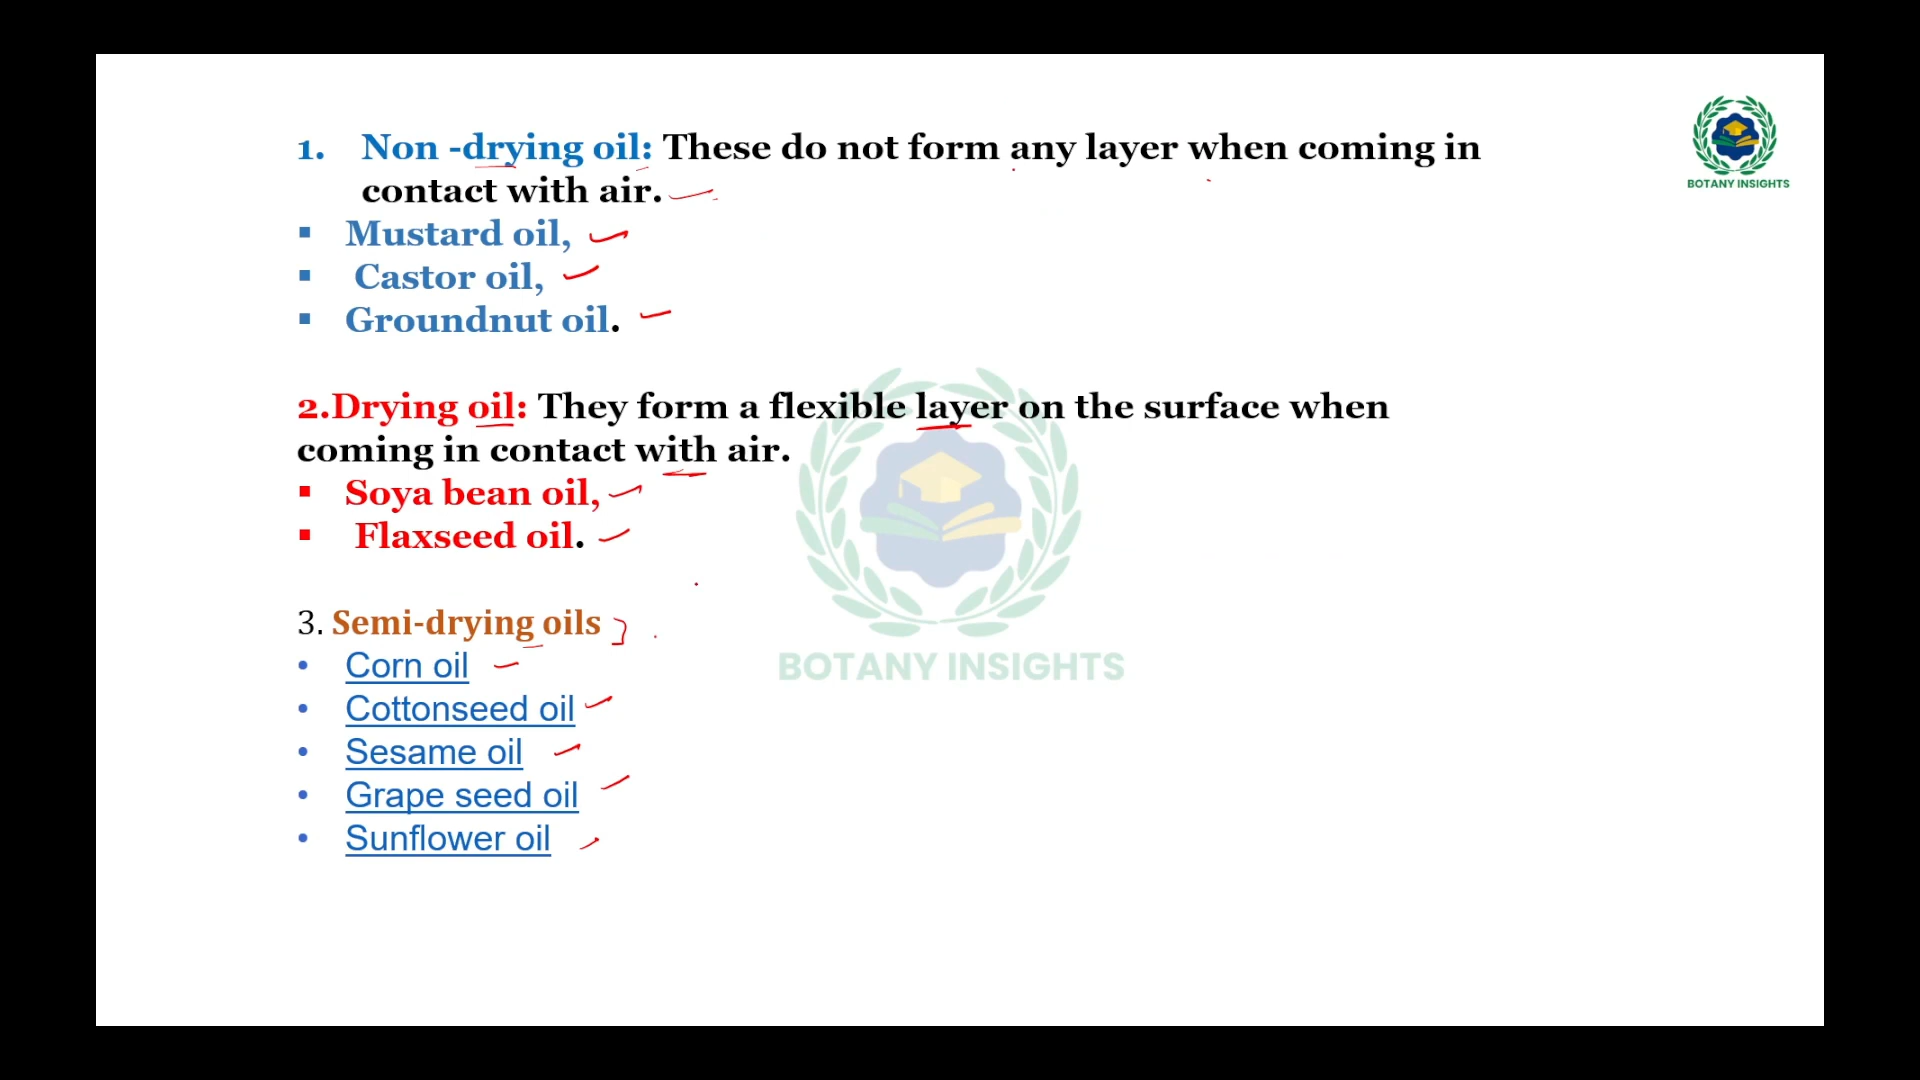 BOTANY INSIGHTS
1. Non -drying oil: These do not form any layer when coming in
contact with air.
▪ Mustard oil,
▪ Castor oil,
▪ Groundnut oil.
2.Drying oil: They form a flexible layer on the surface when
coming in contact with air.
▪ Soya bean oil,
▪ Flaxseed oil.
3. Semi-drying oils
• Corn oil
• Cottonseed oil
• Sesame oil
• Grape seed oil
• Sunflower oil
BOTANY INSIGHTS